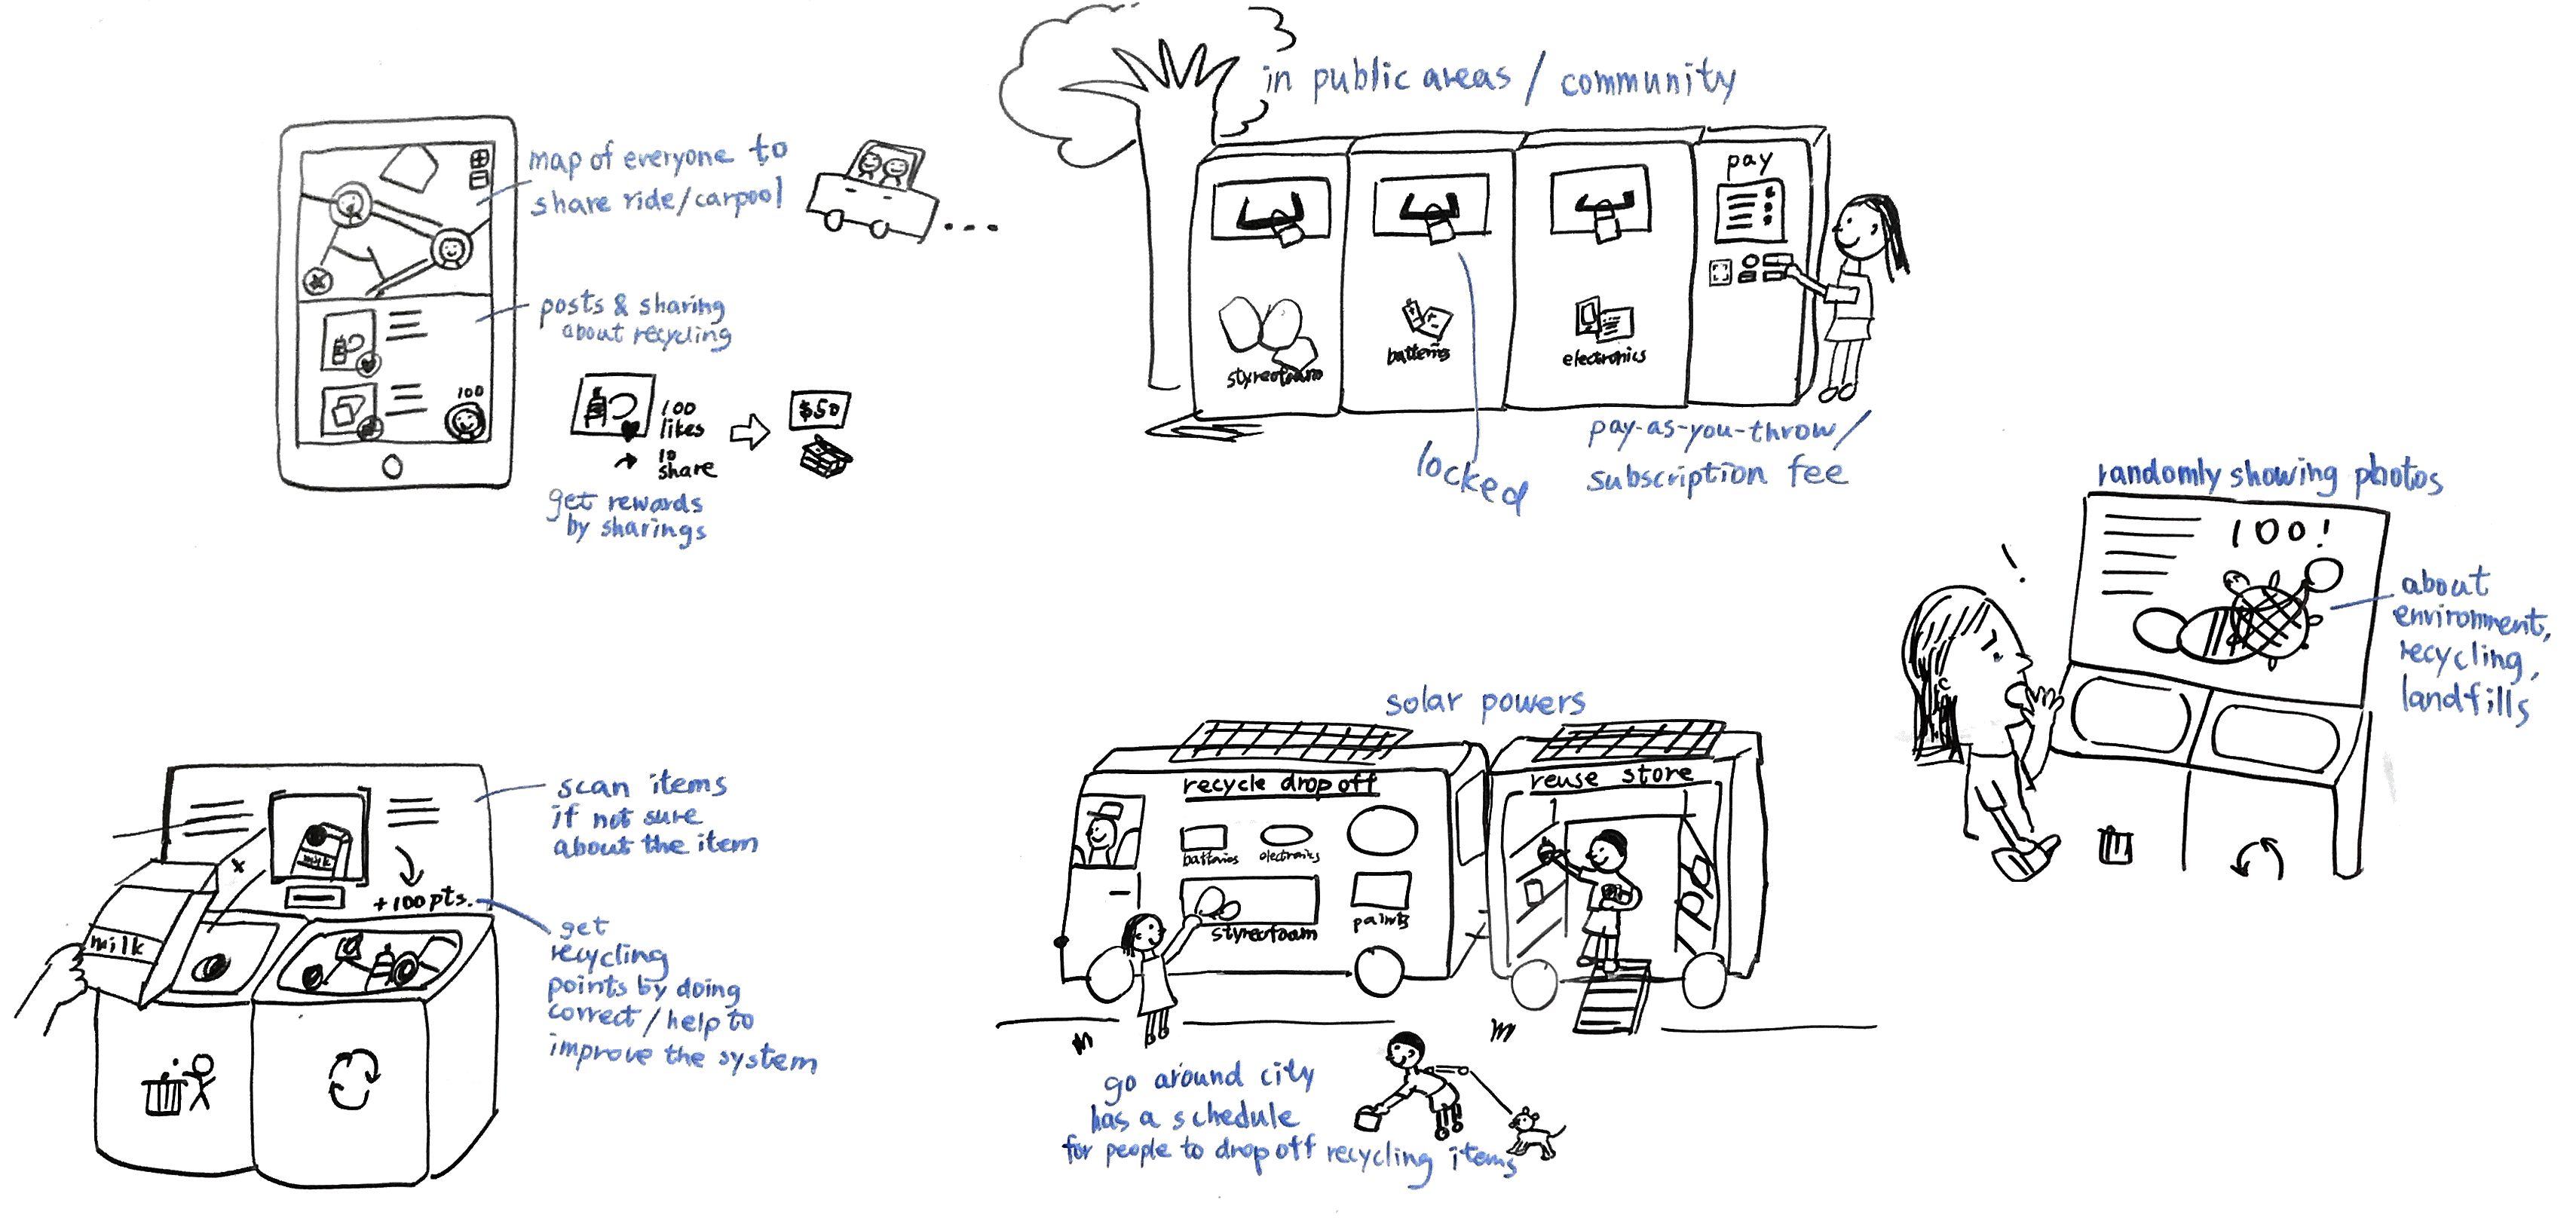 map of everyone to
share ride/carpool
posts & sharing
about recycling
100
100
likes
10
share
$50
get rewards
by sharings
in public areas / community
pay
styreofoam
batteries
electronics
locked
pay-as-you-throw/
subscription fee
randomly showing photos
100!
about
environment,
recycling,
landfills
scan items
if not sure
about the item
milk
milk
+100pts.
get
recycling
points by doing
correct/help to
improve the system
solar powers
recycle drop off
batteries
electronics
styreofoam
paints
reuse store
go around city
has a schedule
for people to drop off recycling items